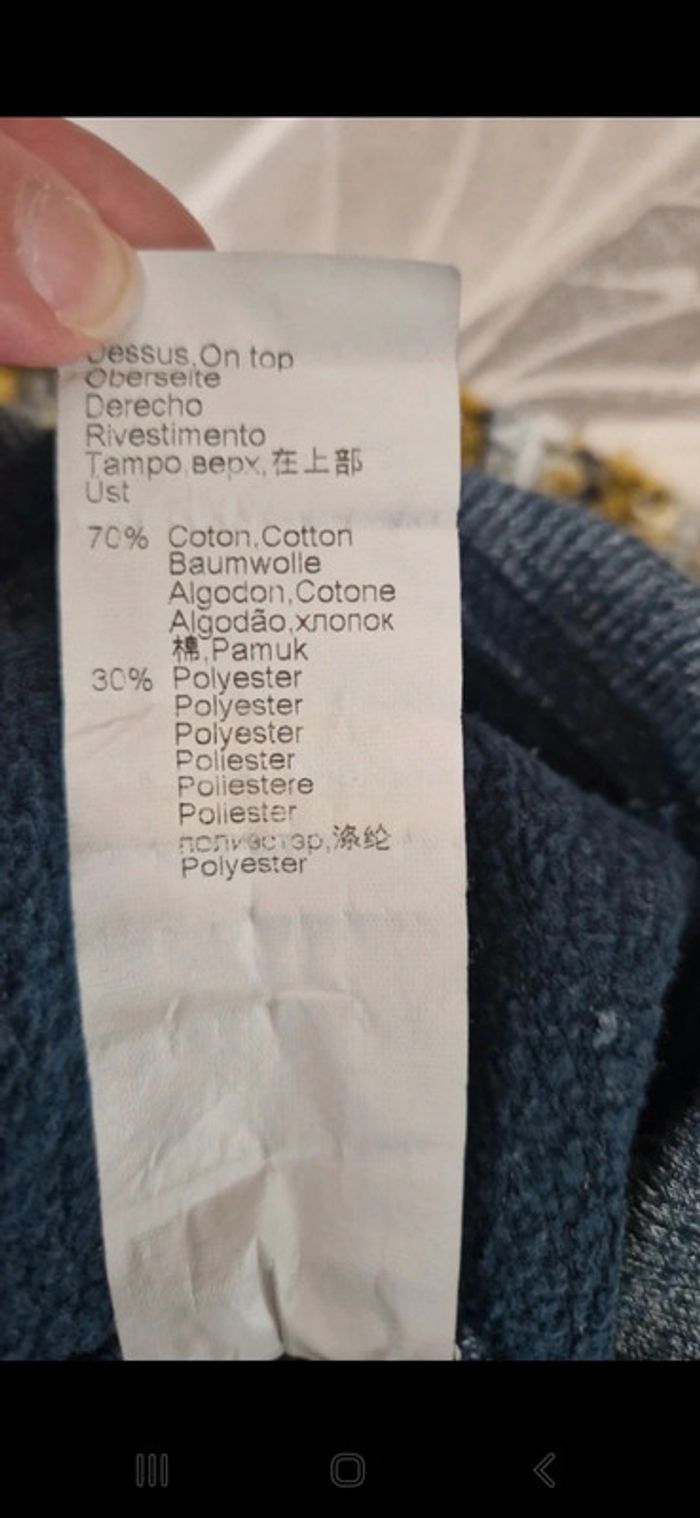 Dessus,On top
Oberseite
Derecho
Rivestimento
Tampo,верх,在上部
Ust
70% Coton,Cotton
Baumwolle
Algodon,Cotone
Algodão,хлопок
棉,Pamuk
30% Polyester
Polyester
Polyester
Poliester
Poliestere
Poliester
полиэстэр,涤纶
Polyester